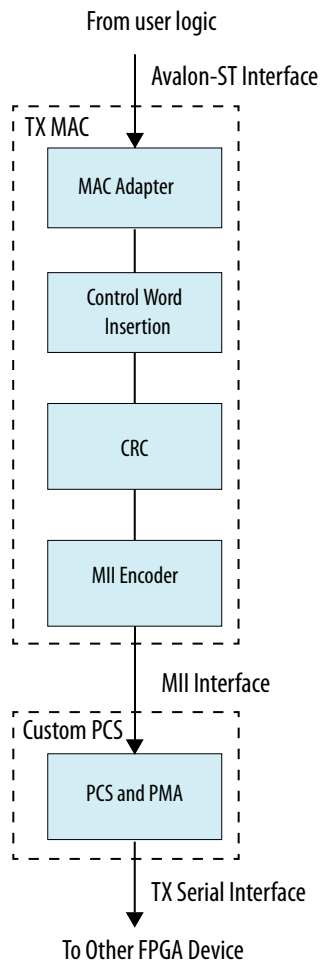 From user logic
Avalon-ST Interface
TX MAC
MAC Adapter
Control Word
Insertion
CRC
MII Encoder
MII Interface
Custom PCS
PCS and PMA
TX Serial Interface
To Other FPGA Device